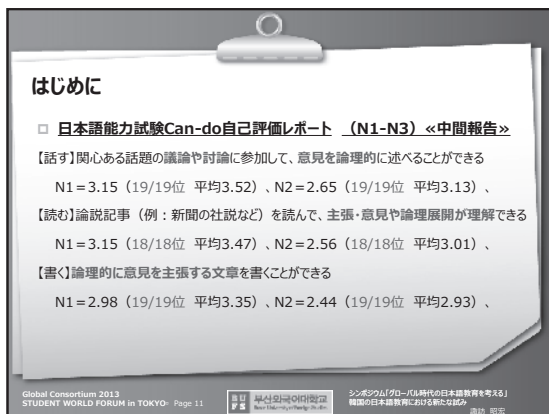 はじめに
□ 日本語能力試験Can-do自己評価レポート （N1-N3）«中間報告»
【話す】関心ある話題の議論や討論に参加して、意見を論理的に述べることができる
N1＝3.15（19/19位 平均3.52）、N2＝2.65（19/19位 平均3.13）、
【読む】論説記事（例：新聞の社説など）を読んで、主張・意見や論理展開が理解できる
N1＝3.15（18/18位 平均3.47）、N2＝2.56（18/18位 平均3.01）、
【書く】論理的に意見を主張する文章を書くことができる
N1＝2.98（19/19位 平均3.35）、N2＝2.44（19/19位 平均2.93）、
Global Consortium 2013
STUDENT WORLD FORUM in TOKYO- Page 11
BU
FS
부산외국어대학교
Busan University of Foreign Studies
シンポジウム「グローバル時代の日本語教育を考える」
韓国の日本語教育における新たな試み
諏訪 昭宏